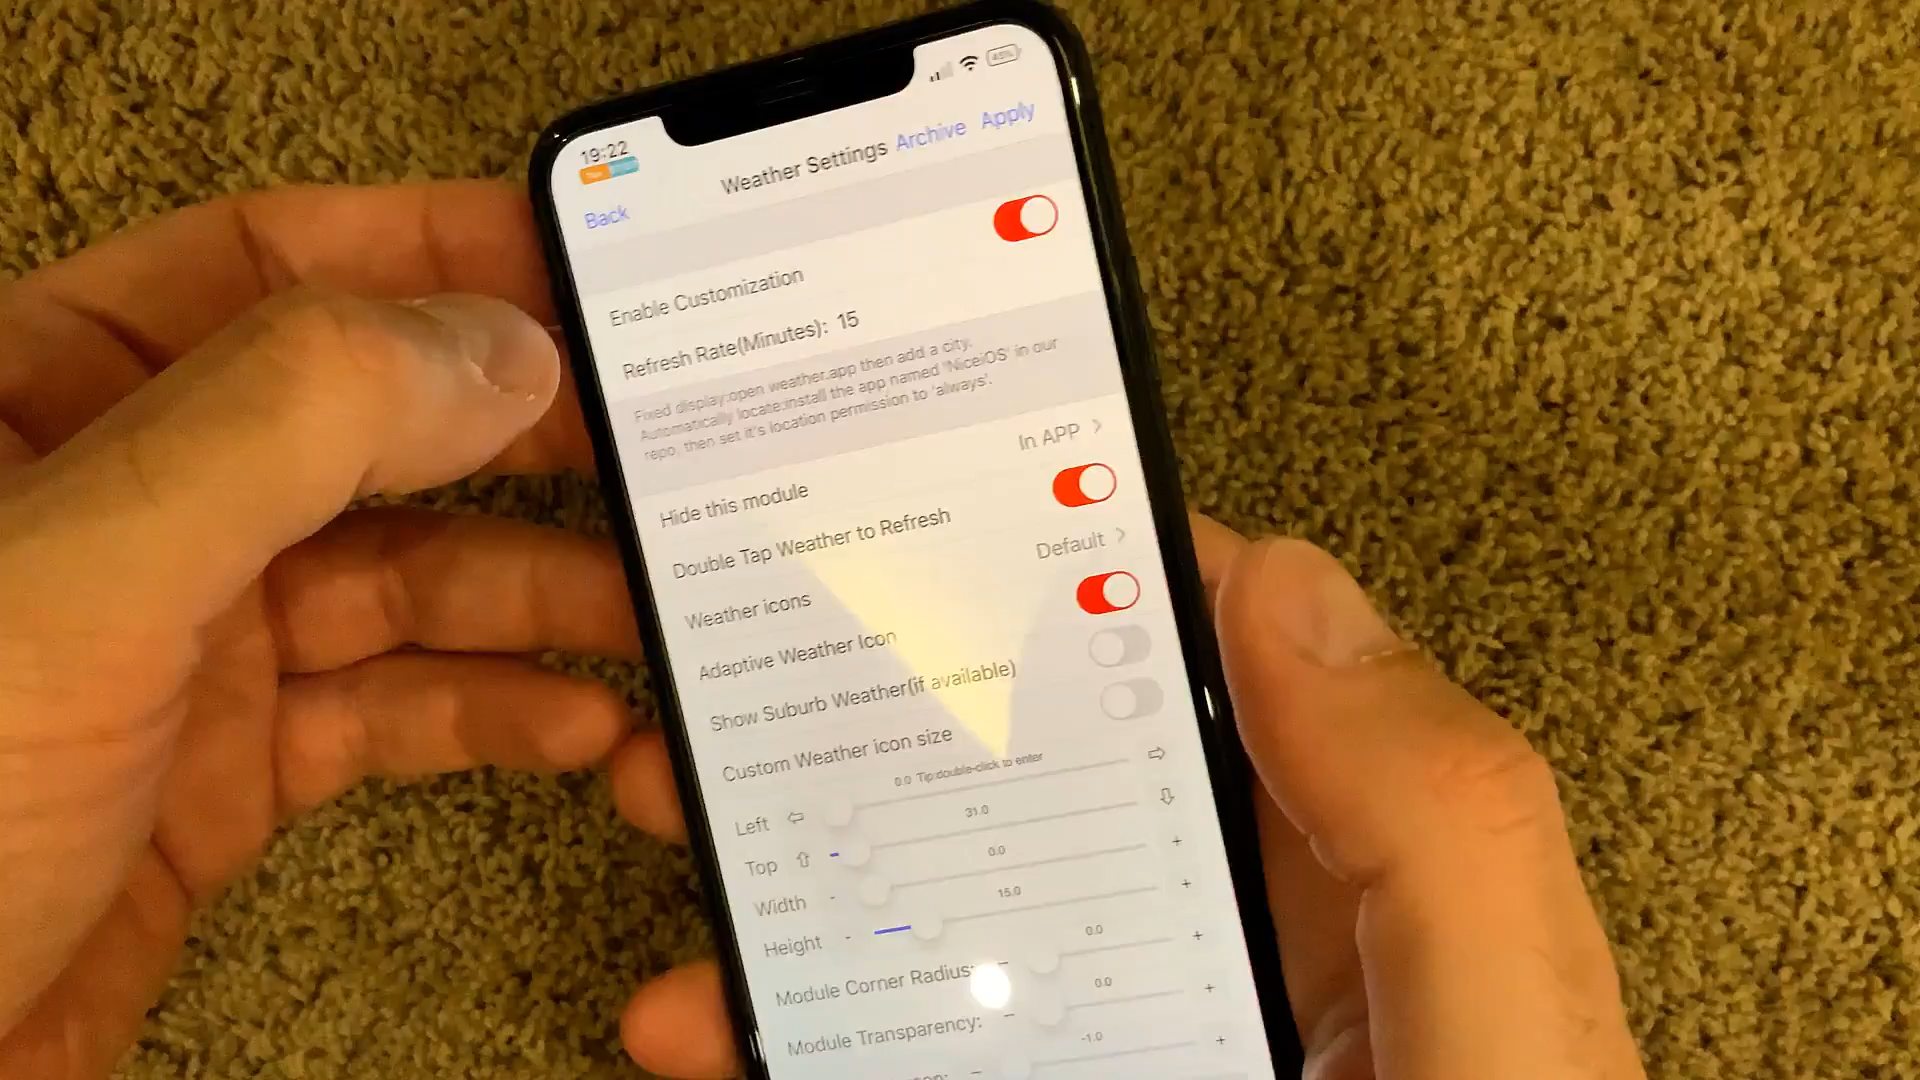 19:22
Weather Settings
Archive
Apply
Back
Enable Customization
Refresh Rate(Minutes): 15
Fixed display:open weather.app then add a city.
Automatically locate:install the app named 'NiceiOS' in our
repo, then set it's location permission to 'always'.
Hide this module In APP
Double Tap Weather to Refresh
Weather icons Default
Adaptive Weather Icon
Show Suburb Weather(if available)
Custom Weather icon size
0.0 Tip:double-click to enter
Left
31.0
Top
0.0
Width - +
15.0
Height - +
0.0
Module Corner Radius: - +
0.0
Module Transparency: - +
-1.0
- +